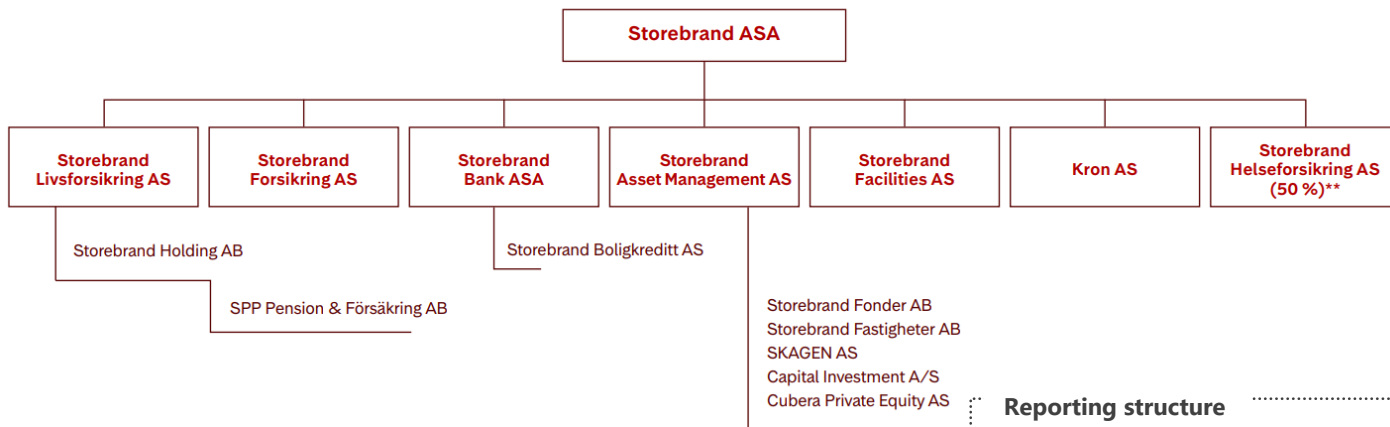 Storebrand ASA
Storebrand
Livsforsikring AS
Storebrand
Forsikring AS
Storebrand
Bank ASA
Storebrand
Asset Management AS
Storebrand
Facilities AS
Kron AS
Storebrand
Helseforsikring AS
(50 %)**
Storebrand Holding AB
SPP Pension & Försäkring AB
Storebrand Boligkreditt AS
Storebrand Fonder AB
Storebrand Fastigheter AB
SKAGEN AS
Capital Investment A/S
Cubera Private Equity AS
Reporting structure